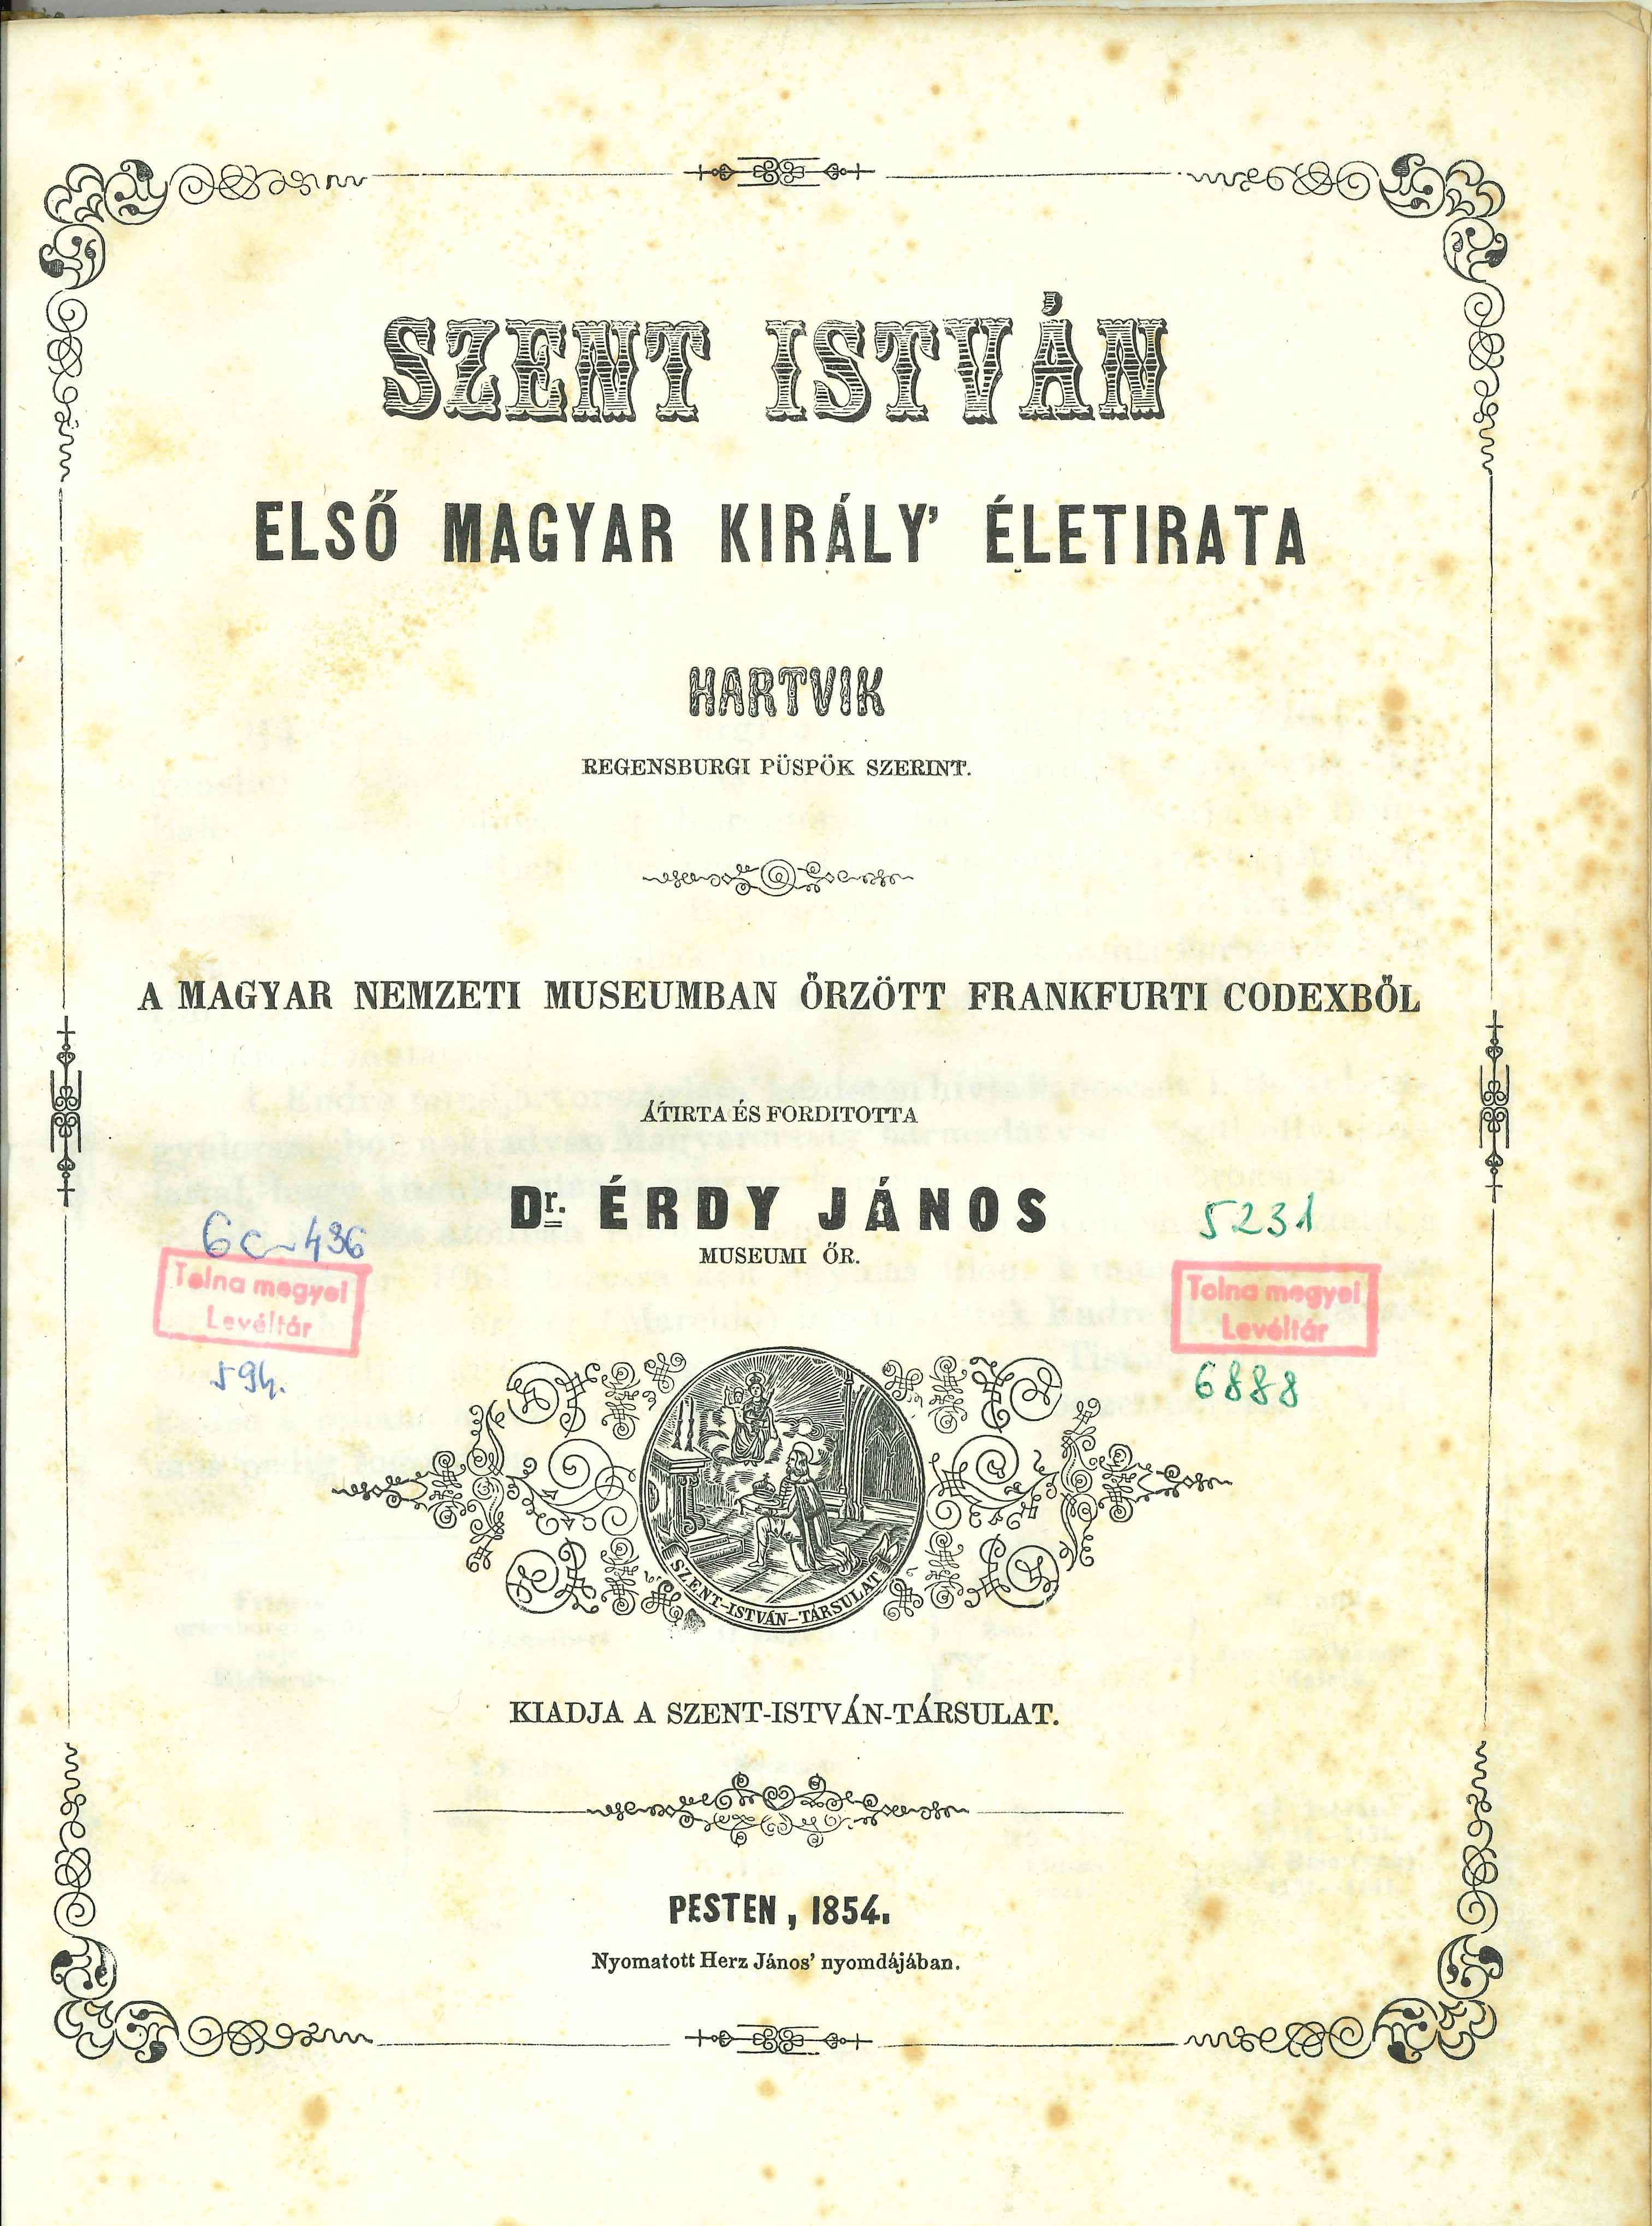 SZENT ISTVÁN
ELSŐ MAGYAR KIRÁLY' ÉLETIRATA
HARTVIK
REGENSBURGI PÜSPÖK SZERINT.
A MAGYAR NEMZETI MUSEUMBAN ŐRZÖTT FRANKFURTI CODEXBŐL
ÁTIRTA ÉS FORDITOTTA
Dr. ÉRDY JÁNOS
MUSEUMI ŐR.
6c-436
Tolna megyei
Levéltár
594.
5231
Tolna megyei
Levéltár
6888
SZENT-ISTVÁN-TÁRSULAT
KIADJA A SZENT-ISTVÁN-TÁRSULAT.
PESTEN, 1854.
Nyomatott Herz János' nyomdájában.